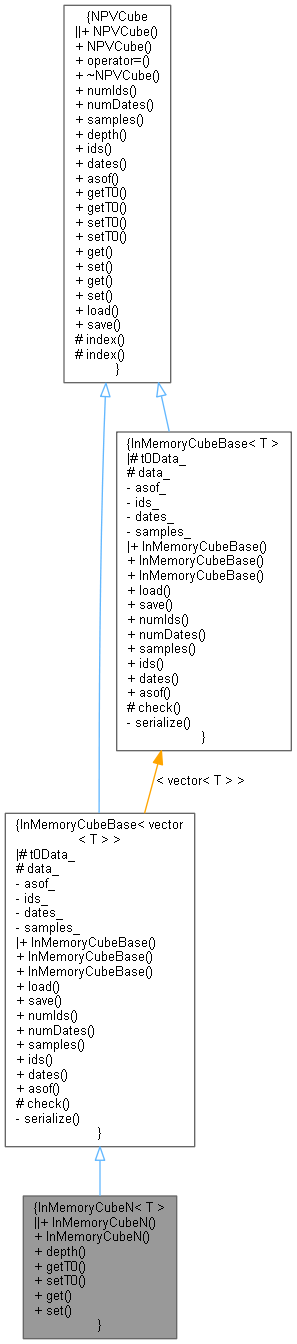 {NPVCube
||+ NPVCube()
+ NPVCube()
+ operator=()
+ ~NPVCube()
+ numIds()
+ numDates()
+ samples()
+ depth()
+ ids()
+ dates()
+ asof()
+ getT0()
+ getT0()
+ setT0()
+ setT0()
+ get()
+ set()
+ get()
+ set()
+ load()
+ save()
# index()
# index()
}
{InMemoryCubeBase< T >
|# t0Data_
# data_
- asof_
- ids_
- dates_
- samples_
|+ InMemoryCubeBase()
+ InMemoryCubeBase()
+ InMemoryCubeBase()
+ load()
+ save()
+ numIds()
+ numDates()
+ samples()
+ ids()
+ dates()
+ asof()
# check()
- serialize()
}
< vector< T > >
{InMemoryCubeBase< vector
< T > >
|# t0Data_
# data_
- asof_
- ids_
- dates_
- samples_
|+ InMemoryCubeBase()
+ InMemoryCubeBase()
+ InMemoryCubeBase()
+ load()
+ save()
+ numIds()
+ numDates()
+ samples()
+ ids()
+ dates()
+ asof()
# check()
- serialize()
}
{InMemoryCubeN< T >
||+ InMemoryCubeN()
+ InMemoryCubeN()
+ depth()
+ getT0()
+ setT0()
+ get()
+ set()
}